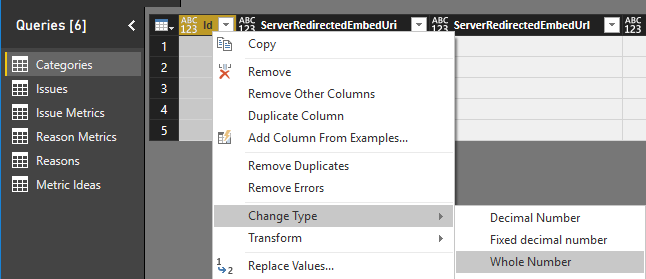 Queries [6]
Categories
Issues
Issue Metrics
Reason Metrics
Reasons
Metric Ideas
ABC 123 Id ABC 123 ServerRedirectedEmbedUri ABC 123 ServerRedirectedEmbedUrl ABC 123
1
2
3
4
5
Copy
Remove
Remove Other Columns
Duplicate Column
Add Column From Examples...
Remove Duplicates
Remove Errors
Change Type
Transform
1 2 Replace Values...
Decimal Number
Fixed decimal number
Whole Number